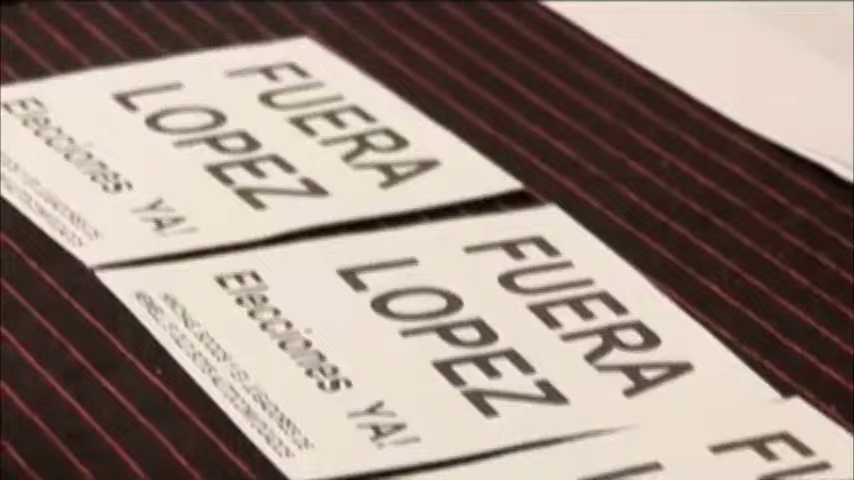 FUERA
LOPEZ
Elecciones YA!
FUERA
LOPEZ
Elecciones YA!
FU